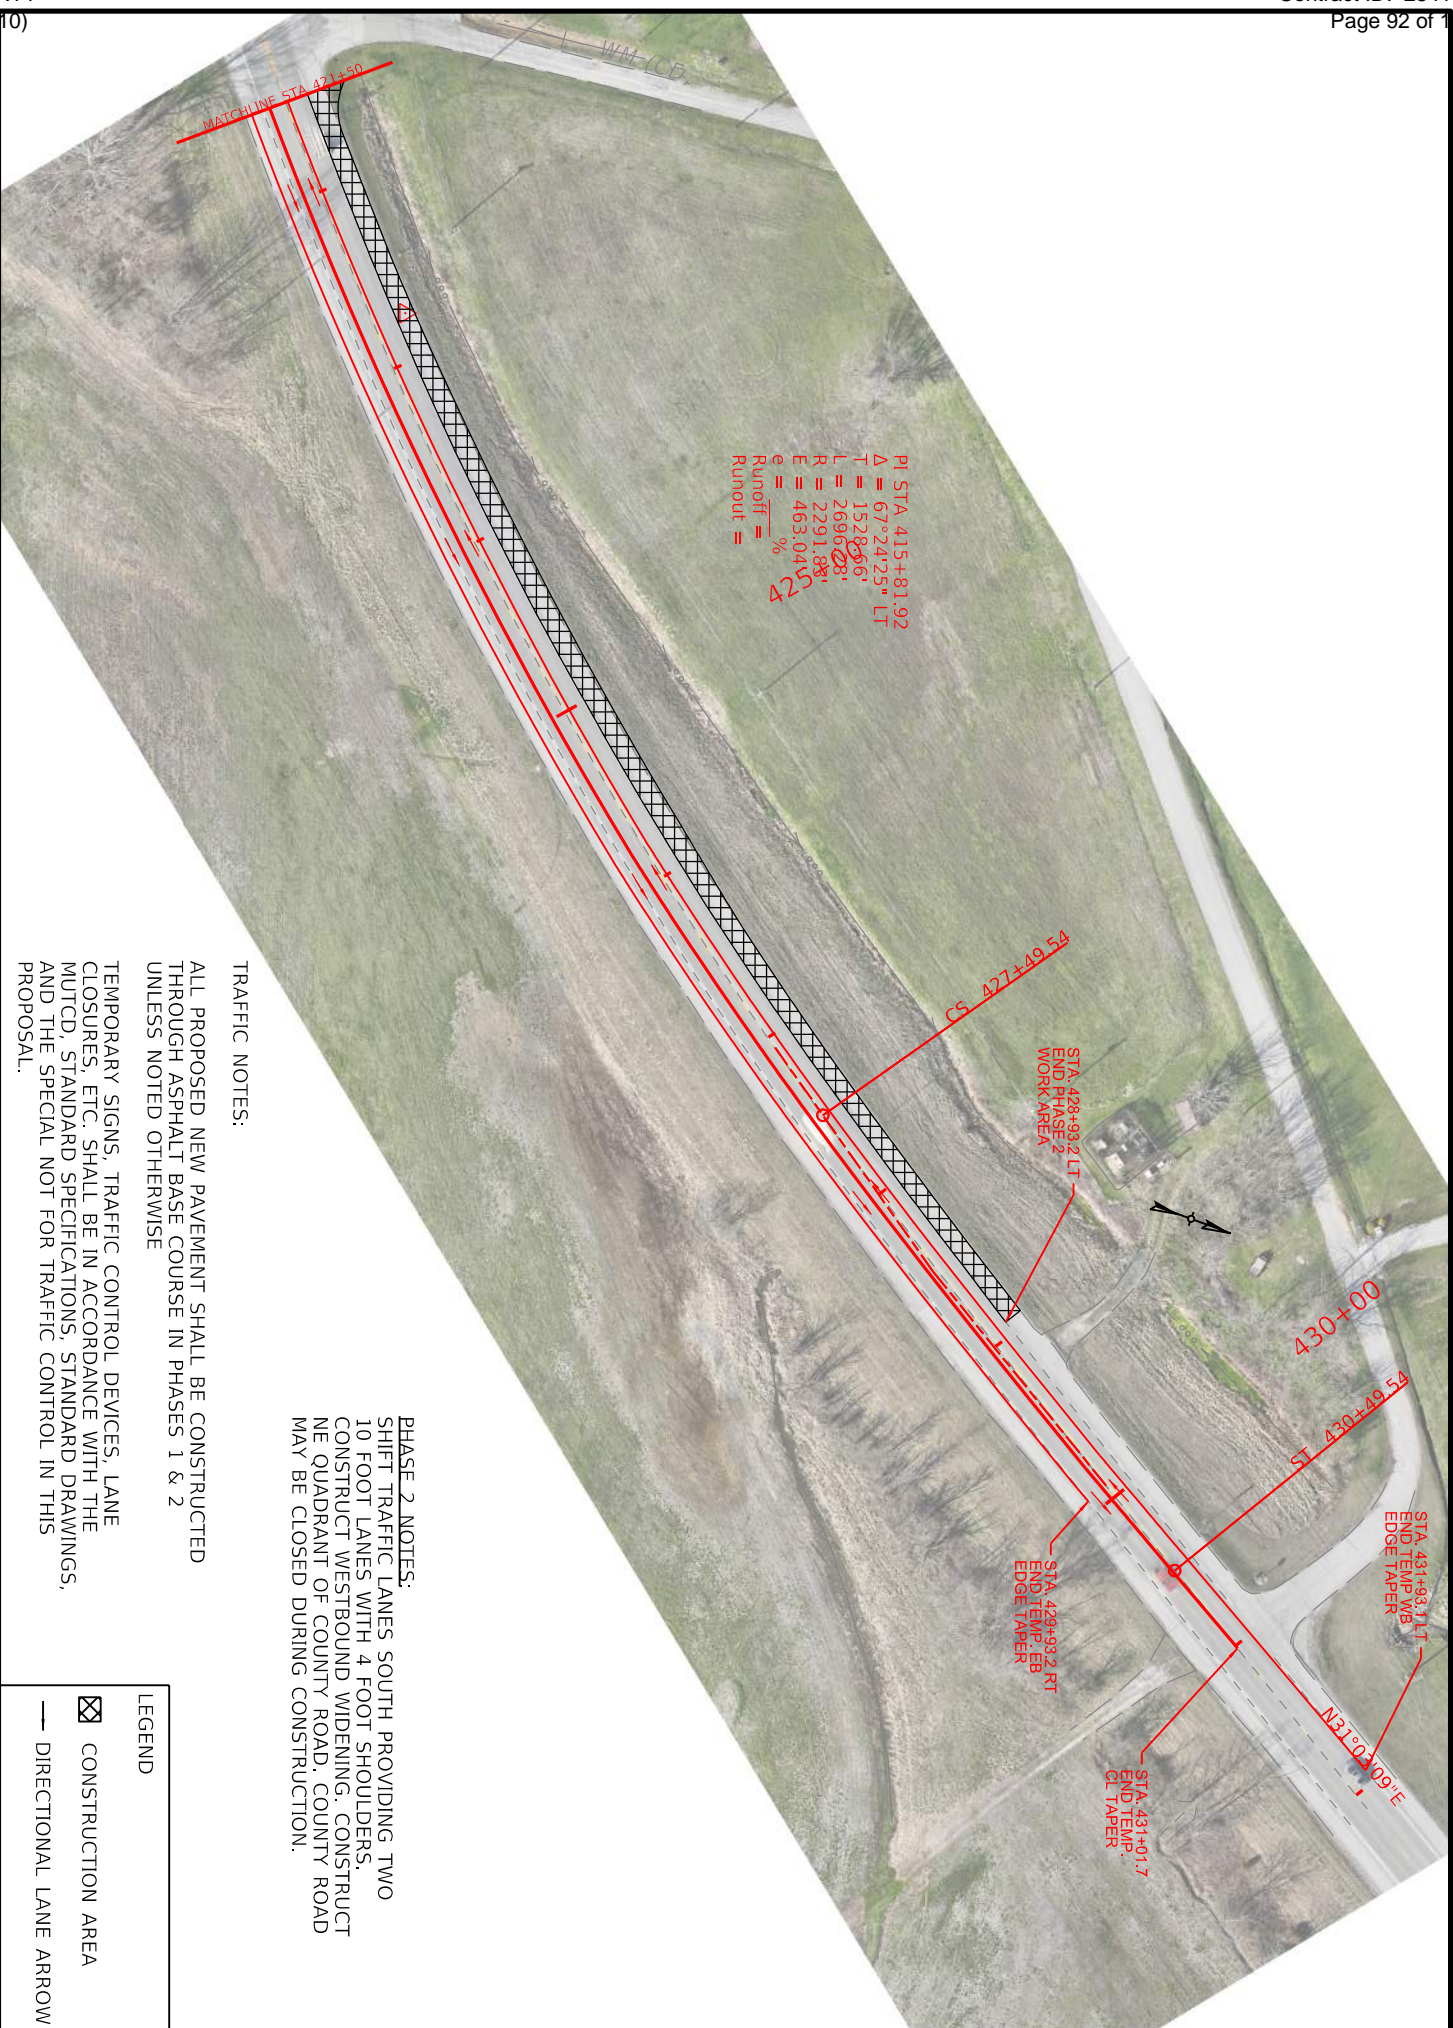 10)
Page 92 of 1
MATCHLINE STA 421+50
PI STA 415+81.92
Δ = 67°24'25" LT
T = 1528.66'
L = 2696.28'
R = 2291.83'
E = 463.04'
e = ___ %
Runoff =
Runout =
CS 427+49.54
STA. 428+93.2 LT
END PHASE 2
WORK AREA
430+00
ST 430+49.54
STA. 431+93.1 LT
END TEMP WB
EDGE TAPER
STA. 429+93.2 RT
END TEMP. EB
EDGE TAPER
STA. 431+01.7
END TEMP.
CL TAPER
TRAFFIC NOTES:
ALL PROPOSED NEW PAVEMENT SHALL BE CONSTRUCTED
THROUGH ASPHALT BASE COURSE IN PHASES 1 & 2
UNLESS NOTED OTHERWISE
TEMPORARY SIGNS, TRAFFIC CONTROL DEVICES, LANE
CLOSURES, ETC. SHALL BE IN ACCORDANCE WITH THE
MUTCD, STANDARD SPECIFICATIONS, STANDARD DRAWINGS,
AND THE SPECIAL NOT FOR TRAFFIC CONTROL IN THIS
PROPOSAL.
PHASE 2 NOTES:
SHIFT TRAFFIC LANES SOUTH PROVIDING TWO
10 FOOT LANES WITH 4 FOOT SHOULDERS.
CONSTRUCT WESTBOUND WIDENING. CONSTRUCT
NE QUADRANT OF COUNTY ROAD. COUNTY ROAD
MAY BE CLOSED DURING CONSTRUCTION.
LEGEND
CONSTRUCTION AREA
DIRECTIONAL LANE ARROW